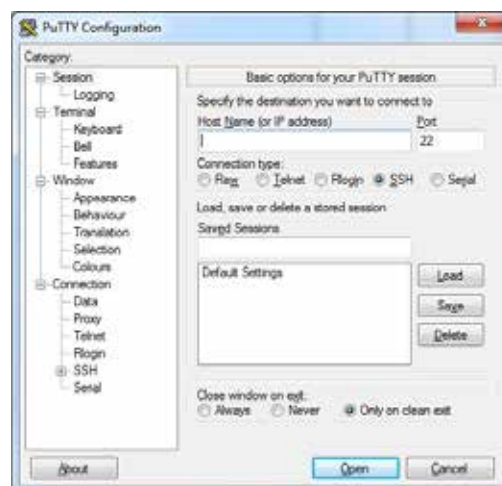 PuTTY Configuration
Category:
Session
Logging
Terminal
Keyboard
Bell
Features
Window
Appearance
Behaviour
Translation
Selection
Colours
Connection
Data
Proxy
Telnet
Rlogin
SSH
Serial
Basic options for your PuTTY session
Specify the destination you want to connect to
Host Name (or IP address) Port
22
Connection type:
Raw Telnet Rlogin SSH Serial
Load, save or delete a stored session
Saved Sessions
Default Settings
Load
Save
Delete
Close window on exit:
Always Never Only on clean exit
About Open Cancel